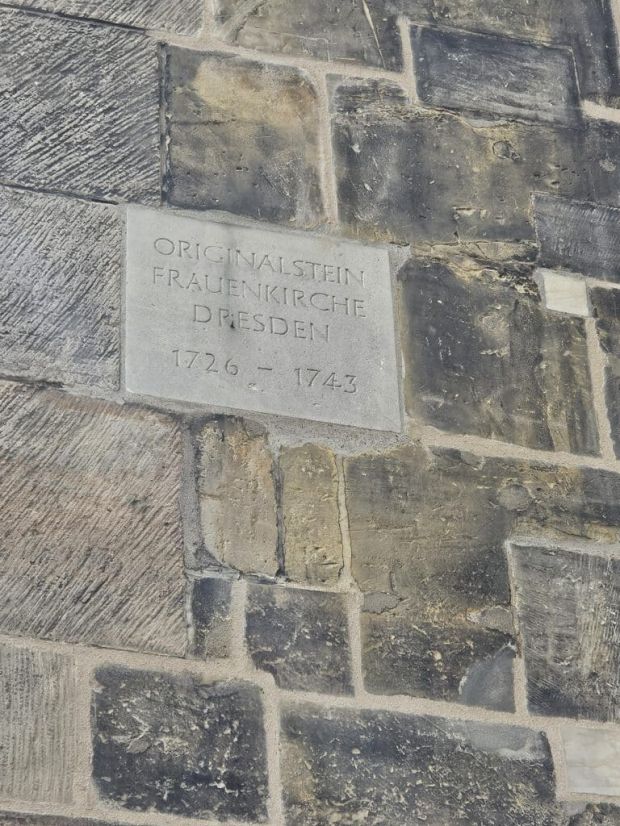 ORIGINALSTEIN
FRAUENKIRCHE
DRESDEN
1726 – 1743